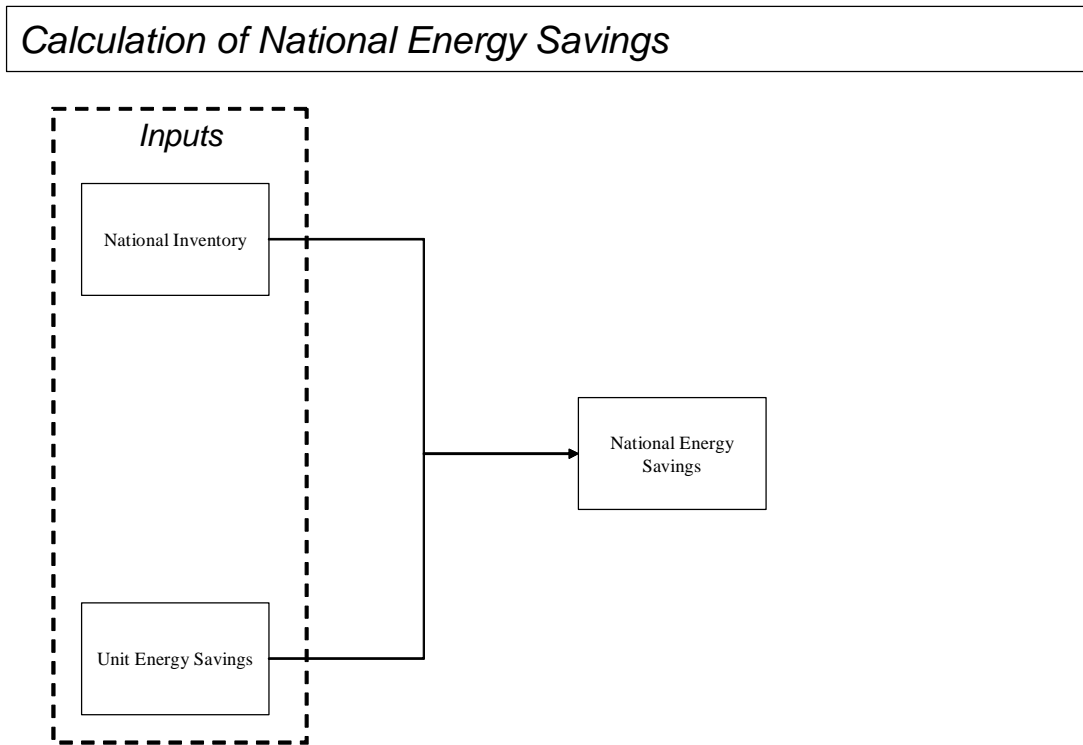 Calculation of National Energy Savings
Inputs
National Inventory
National Energy
Savings
Unit Energy Savings